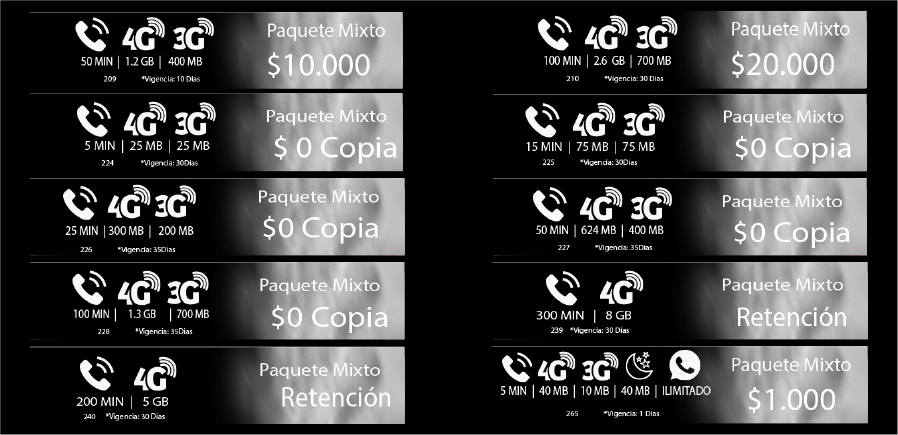 4G 3G
Paquete Mixto
50 MIN | 1.2 GB | 400 MB
$10.000
209 *Vigencia: 10 Dias
4G 3G
Paquete Mixto
100 MIN | 2.6 GB | 700 MB
$20.000
210 *Vigencia: 30 Dias
4G 3G
Paquete Mixto
5 MIN | 25 MB | 25 MB
$ 0 Copia
224 *Vigencia: 30Dias
4G 3G
Paquete Mixto
15 MIN | 75 MB | 75 MB
$0 Copia
225 *Vigencia: 30Dias
4G 3G
Paquete Mixto
25 MIN |300 MB | 200 MB
$0 Copia
226 *Vigencia: 35Dias
4G 3G
Paquete Mixto
50 MIN | 624 MB | 400 MB
$0 Copia
227 *Vigencia: 35Dias
4G 3G
Paquete Mixto
100 MIN | 1.3 GB |700 MB
$0 Copia
228 *Vigencia: 35Dias
4G
Paquete Mixto
300 MIN | 8 GB
Retención
239 *Vigencia: 30 Dias
4G
Paquete Mixto
200 MIN | 5 GB
Retención
240 *Vigencia: 30 Dias
4G 3G
Paquete Mixto
5 MIN | 40 MB | 10 MB | 40 MB | ILIMITADO
$1.000
265 *Vigencia: 1 Dias